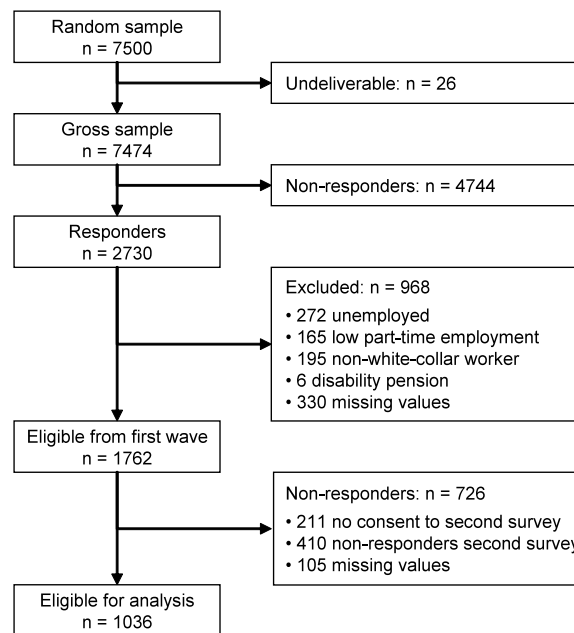 Random sample
n = 7500
Undeliverable: n = 26
Gross sample
n = 7474
Non-responders: n = 4744
Responders
n = 2730
Excluded: n = 968
• 272 unemployed
• 165 low part-time employment
• 195 non-white-collar worker
• 6 disability pension
• 330 missing values
Eligible from first wave
n = 1762
Non-responders: n = 726
• 211 no consent to second survey
• 410 non-responders second survey
• 105 missing values
Eligible for analysis
n = 1036